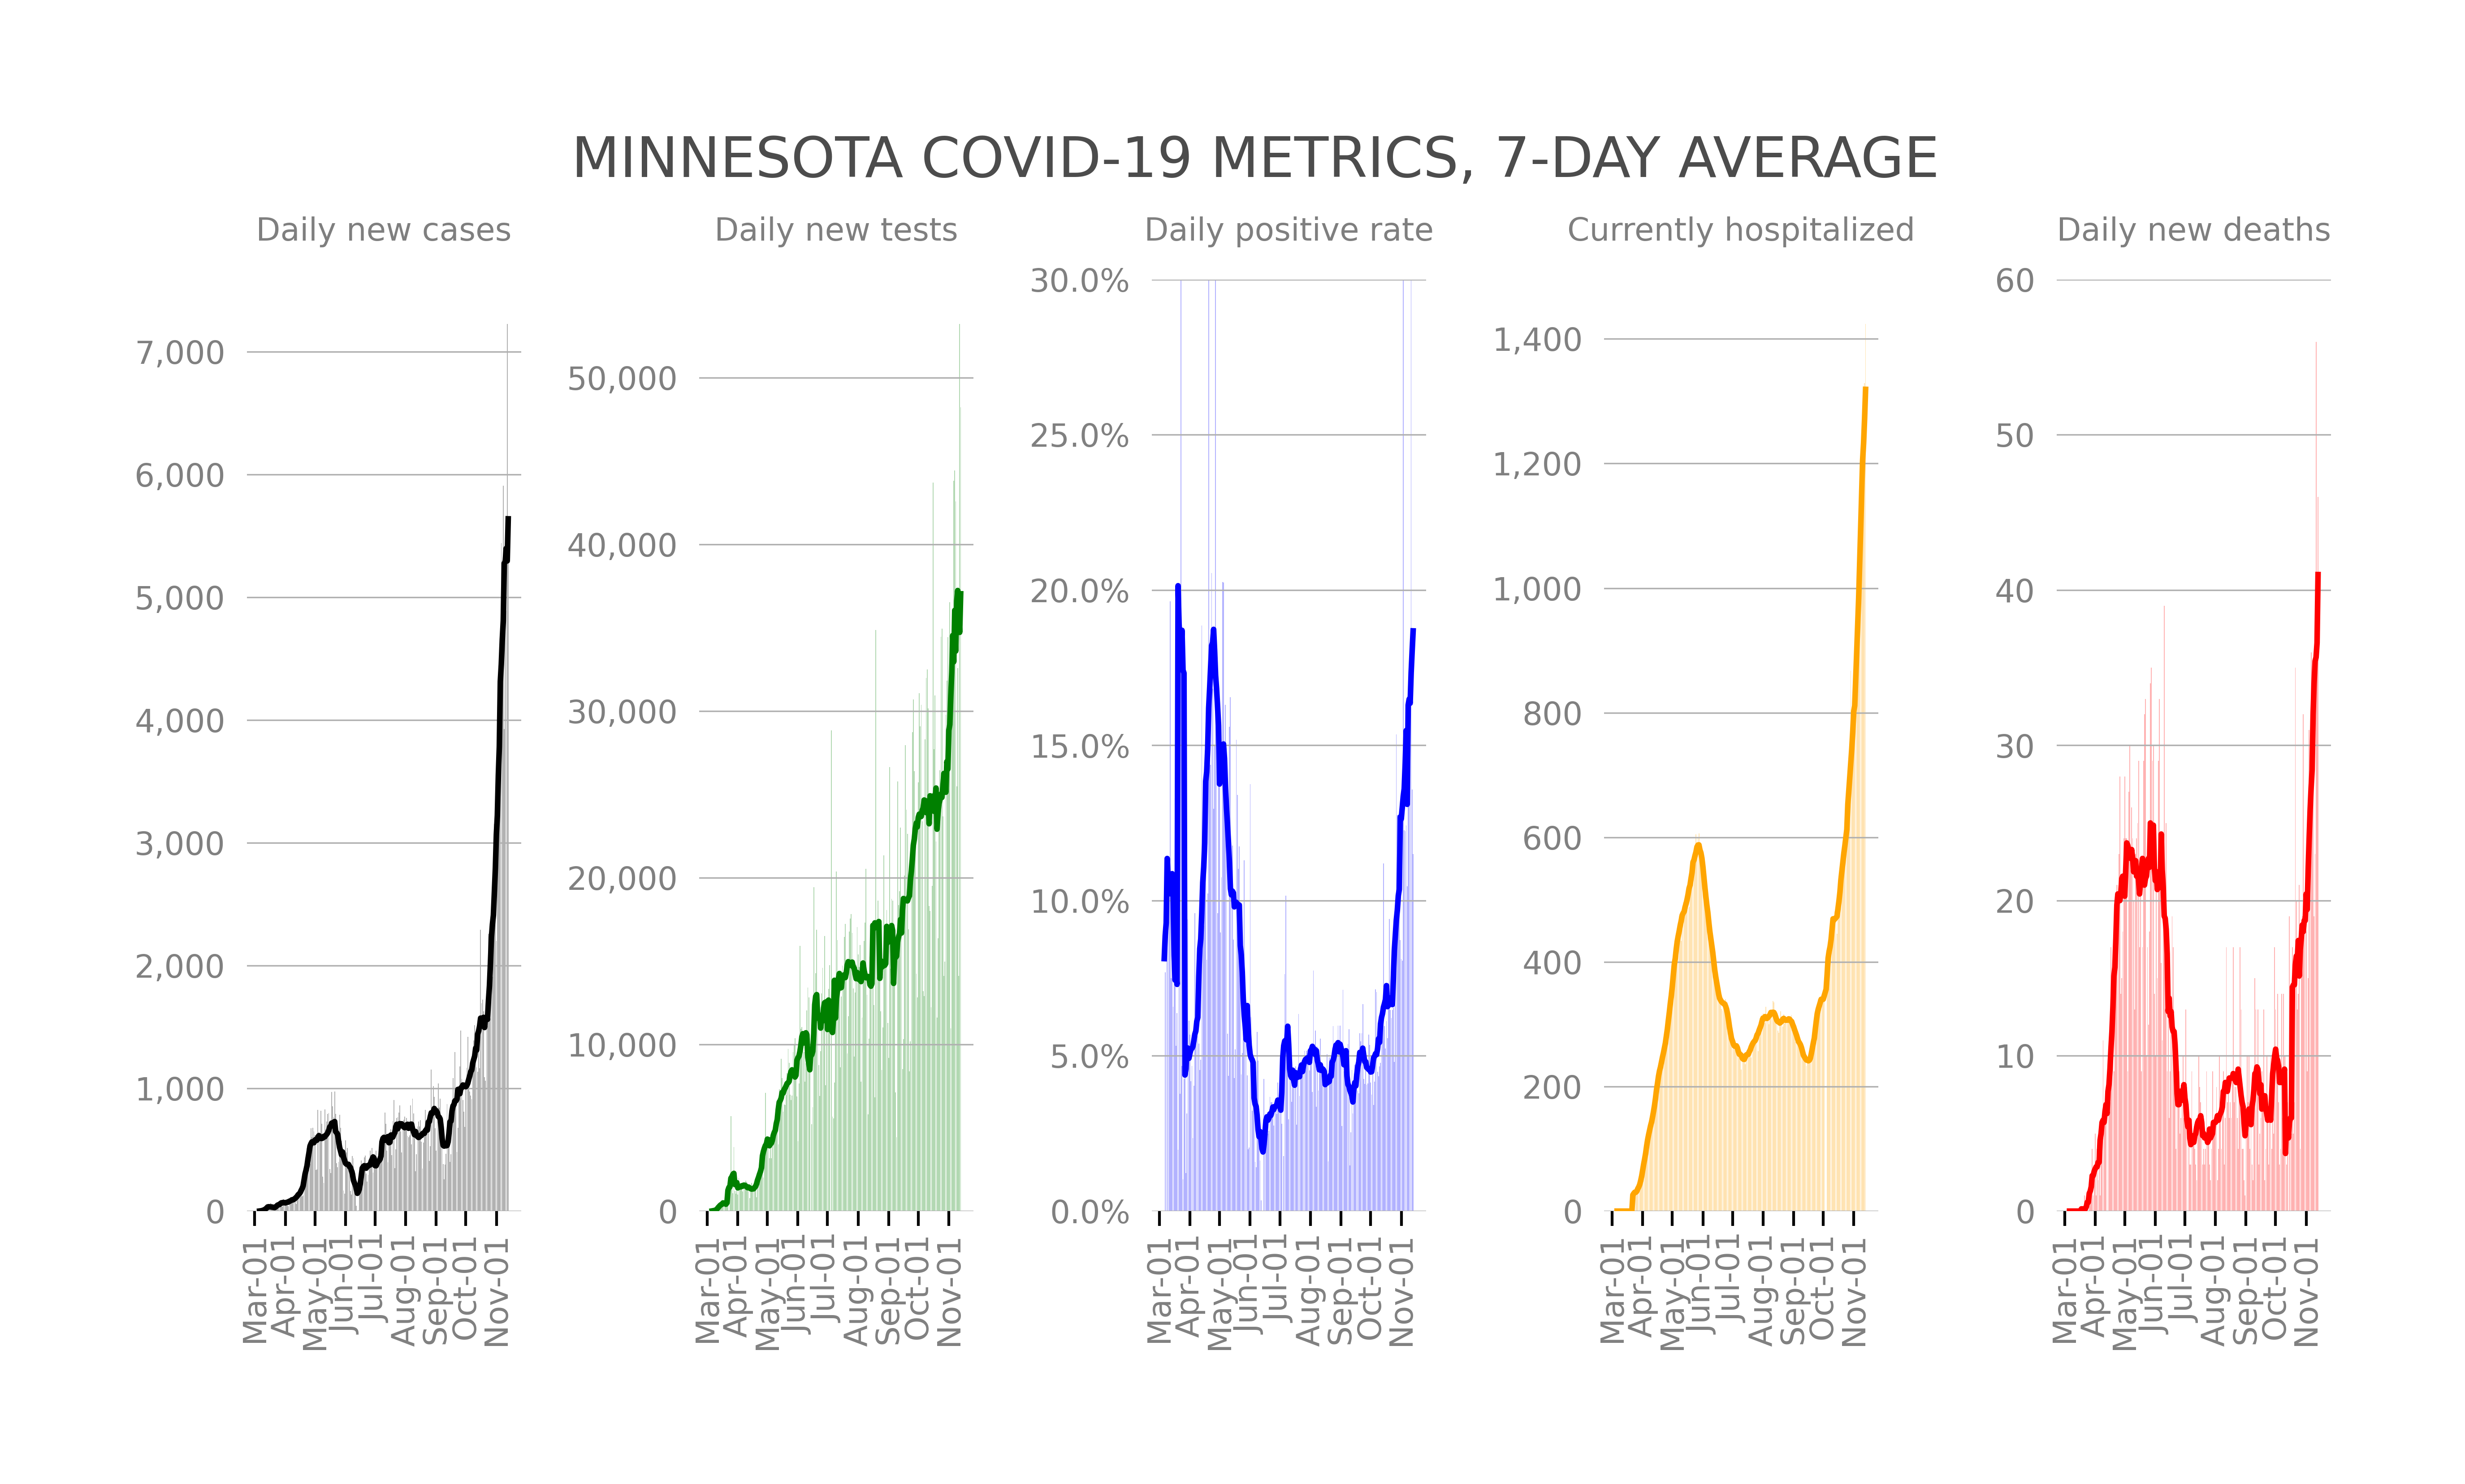 MINNESOTA COVID-19 METRICS, 7-DAY AVERAGE
Daily new cases
7,000
6,000
5,000
4,000
3,000
2,000
1,000
0
Mar-01
Apr-01
May-01
Jun-01
Jul-01
Aug-01
Sep-01
Oct-01
Nov-01
Daily new tests
50,000
40,000
30,000
20,000
10,000
0
Mar-01
Apr-01
May-01
Jun-01
Jul-01
Aug-01
Sep-01
Oct-01
Nov-01
Daily positive rate
30.0%
25.0%
20.0%
15.0%
10.0%
5.0%
0.0%
Mar-01
Apr-01
May-01
Jun-01
Jul-01
Aug-01
Sep-01
Oct-01
Nov-01
Currently hospitalized
1,400
1,200
1,000
800
600
400
200
0
Mar-01
Apr-01
May-01
Jun-01
Jul-01
Aug-01
Sep-01
Oct-01
Nov-01
Daily new deaths
60
50
40
30
20
10
0
Mar-01
Apr-01
May-01
Jun-01
Jul-01
Aug-01
Sep-01
Oct-01
Nov-01